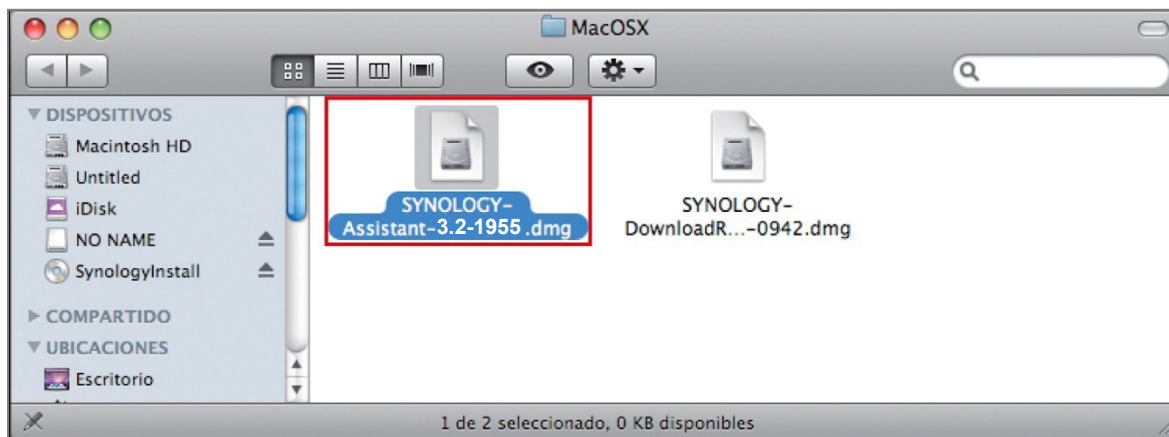 MacOSX
DISPOSITIVOS
Macintosh HD
Untitled
iDisk
NO NAME
SynologyInstall
COMPARTIDO
UBICACIONES
Escritorio
SYNOLOGY-
Assistant-3.2-1955.dmg
SYNOLOGY-
DownloadR...-0942.dmg
1 de 2 seleccionado, 0 KB disponibles